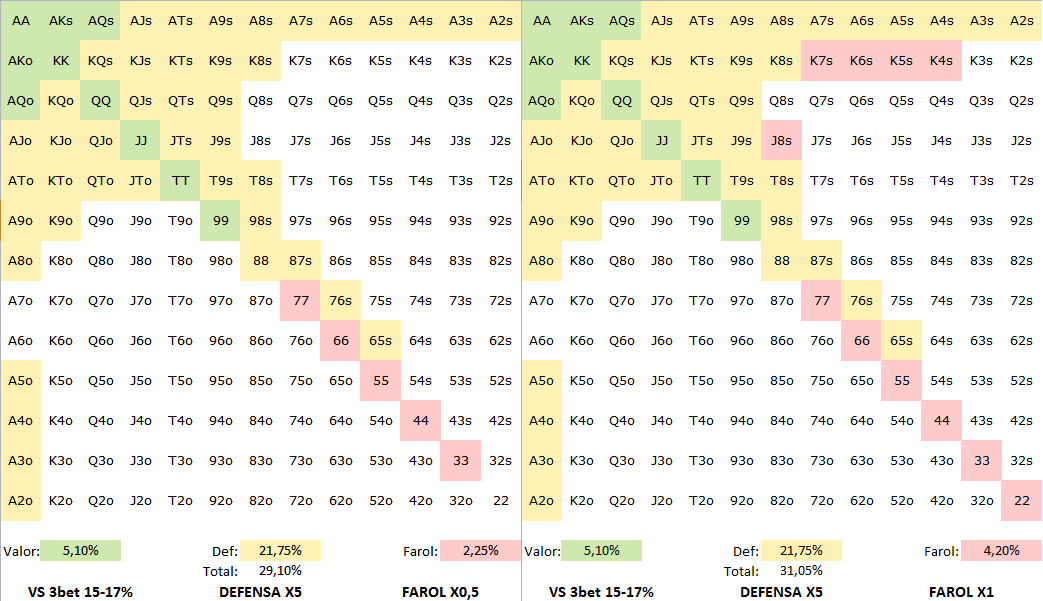 AA AKs AQs AJs ATs A9s A8s A7s A6s A5s A4s A3s A2s AA AKs AQs AJs ATs A9s A8s A7s A6s A5s A4s A3s A2s
AKo KK KQs KJs KTs K9s K8s K7s K6s K5s K4s K3s K2s AKo KK KQs KJs KTs K9s K8s K7s K6s K5s K4s K3s K2s
AQo KQo QQ QJs QTs Q9s Q8s Q7s Q6s Q5s Q4s Q3s Q2s AQo KQo QQ QJs QTs Q9s Q8s Q7s Q6s Q5s Q4s Q3s Q2s
AJo KJo QJo JJ JTs J9s J8s J7s J6s J5s J4s J3s J2s AJo KJo QJo JJ JTs J9s J8s J7s J6s J5s J4s J3s J2s
ATo KTo QTo JTo TT T9s T8s T7s T6s T5s T4s T3s T2s ATo KTo QTo JTo TT T9s T8s T7s T6s T5s T4s T3s T2s
A9o K9o Q9o J9o T9o 99 98s 97s 96s 95s 94s 93s 92s A9o K9o Q9o J9o T9o 99 98s 97s 96s 95s 94s 93s 92s
A8o K8o Q8o J8o T8o 98o 88 87s 86s 85s 84s 83s 82s A8o K8o Q8o J8o T8o 98o 88 87s 86s 85s 84s 83s 82s
A7o K7o Q7o J7o T7o 97o 87o 77 76s 75s 74s 73s 72s A7o K7o Q7o J7o T7o 97o 87o 77 76s 75s 74s 73s 72s
A6o K6o Q6o J6o T6o 96o 86o 76o 66 65s 64s 63s 62s A6o K6o Q6o J6o T6o 96o 86o 76o 66 65s 64s 63s 62s
A5o K5o Q5o J5o T5o 95o 85o 75o 65o 55 54s 53s 52s A5o K5o Q5o J5o T5o 95o 85o 75o 65o 55 54s 53s 52s
A4o K4o Q4o J4o T4o 94o 84o 74o 64o 54o 44 43s 42s A4o K4o Q4o J4o T4o 94o 84o 74o 64o 54o 44 43s 42s
A3o K3o Q3o J3o T3o 93o 83o 73o 63o 53o 43o 33 32s A3o K3o Q3o J3o T3o 93o 83o 73o 63o 53o 43o 33 32s
A2o K2o Q2o J2o T2o 92o 82o 72o 62o 52o 42o 32o 22 A2o K2o Q2o J2o T2o 92o 82o 72o 62o 52o 42o 32o 22
Valor: 5,10% Def: 21,75% Farol: 2,25% Valor: 5,10% Def: 21,75% Farol: 4,20%
Total: 29,10% Total: 31,05%
VS 3bet 15-17% DEFENSA X5 FAROL X0,5 VS 3bet 15-17% DEFENSA X5 FAROL X1